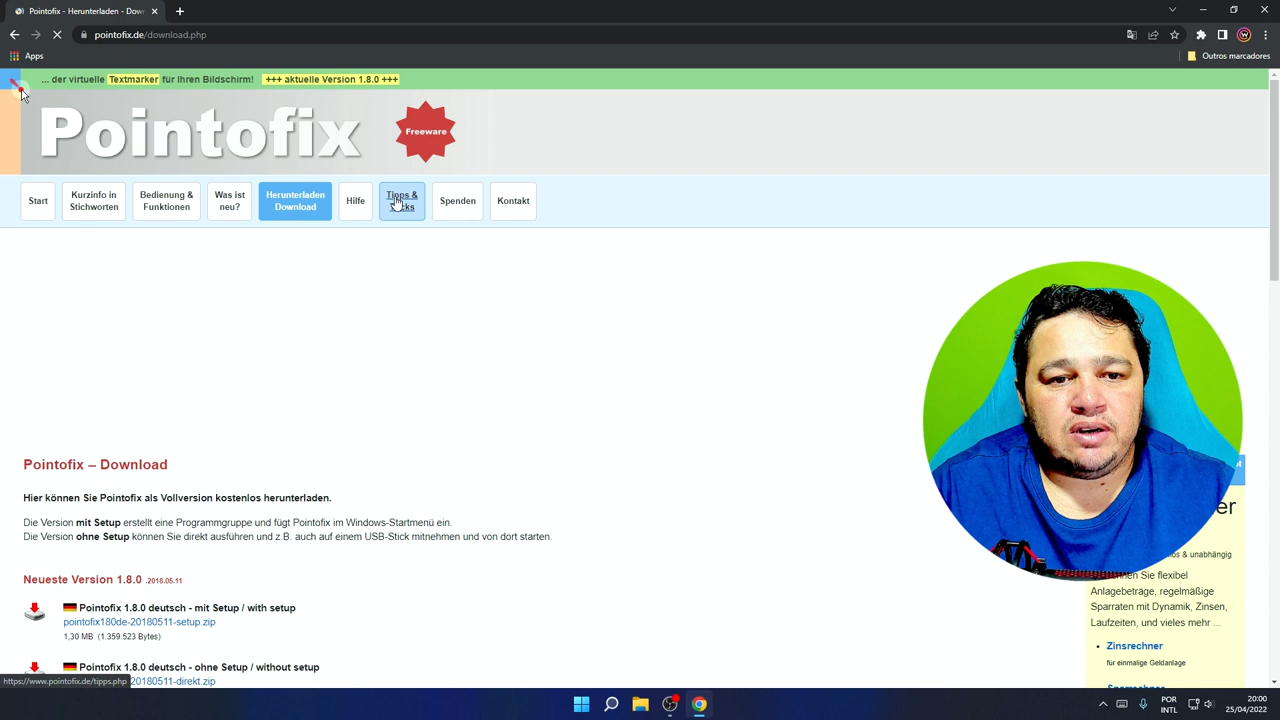 Pointofix - Herunterladen - Dow
pointofix.de/download.php
Apps
Outros marcadores
... der virtuelle Textmarker für Ihren Bildschirm! +++ aktuelle Version 1.8.0 +++
Pointofix
Freeware
Start
Kurzinfo in
Stichworten
Bedienung &
Funktionen
Was ist
neu?
Herunterladen
Download
Hilfe
Tipps &
Spenden
Kontakt
Pointofix – Download
Hier können Sie Pointofix als Vollversion kostenlos herunterladen.
Die Version mit Setup erstellt eine Programmgruppe und fügt Pointofix im Windows-Startmenü ein.
Die Version ohne Setup können Sie direkt ausführen und z.B. auch auf einem USB-Stick mitnehmen und von dort starten.
Neueste Version 1.8.0 .2018.05.11
Pointofix 1.8.0 deutsch - mit Setup / with setup
pointofix180de-20180511-setup.zip
1,30 MB (1.359.523 Bytes)
Pointofix 1.8.0 deutsch - ohne Setup / without setup
20180511-direkt.zip
& unabhängig
Sie flexibel
Anlagebeträge, regelmäßige
Sparraten mit Dynamik, Zinsen,
Laufzeiten, und vieles mehr ...
• Zinsrechner
für einmalige Geldanlage
https://www.pointofix.de/tipps.php
POR
INTL
20:00
25/04/2022